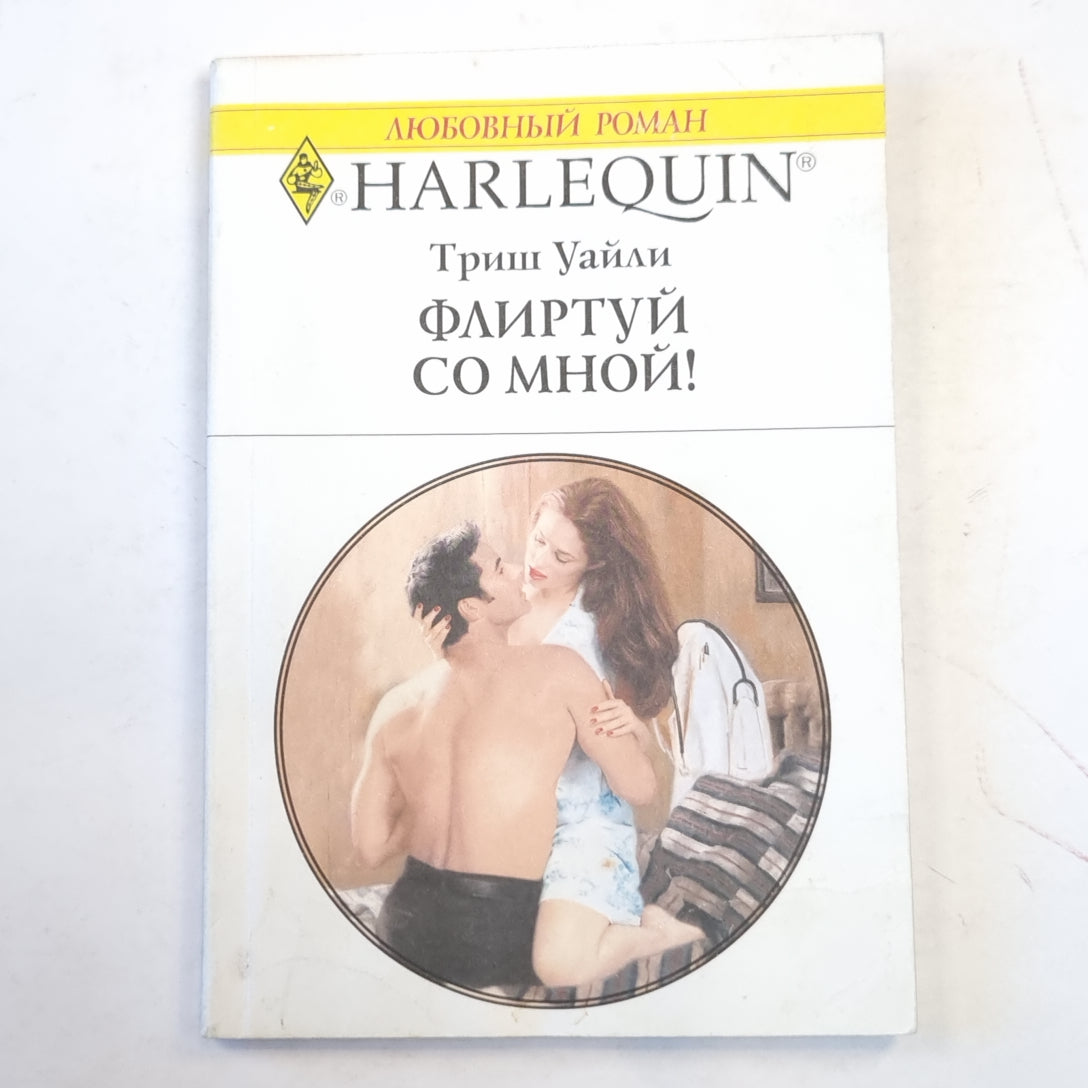 ЛЮБОВНЫЙ РОМАН
®HARLEQUIN®
Триш Уайли
ФЛИРТУЙ
СО МНОЙ!